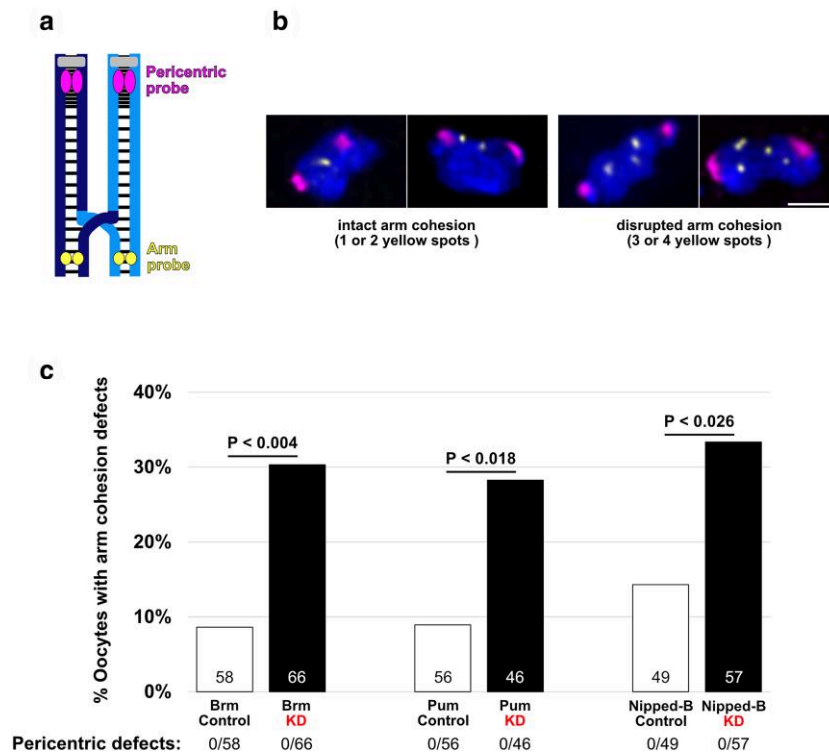 a
Pericentric
probe
Arm
probe
b
intact arm cohesion
(1 or 2 yellow spots )
disrupted arm cohesion
(3 or 4 yellow spots )
c
% Oocytes with arm cohesion defects
40%
30%
20%
10%
0%
P < 0.004
P < 0.018
P < 0.026
58
66
56
46
49
57
Brm
Control
Brm
KD
Pum
Control
Pum
KD
Nipped-B
Control
Nipped-B
KD
Pericentric defects: 0/58 0/66 0/56 0/46 0/49 0/57